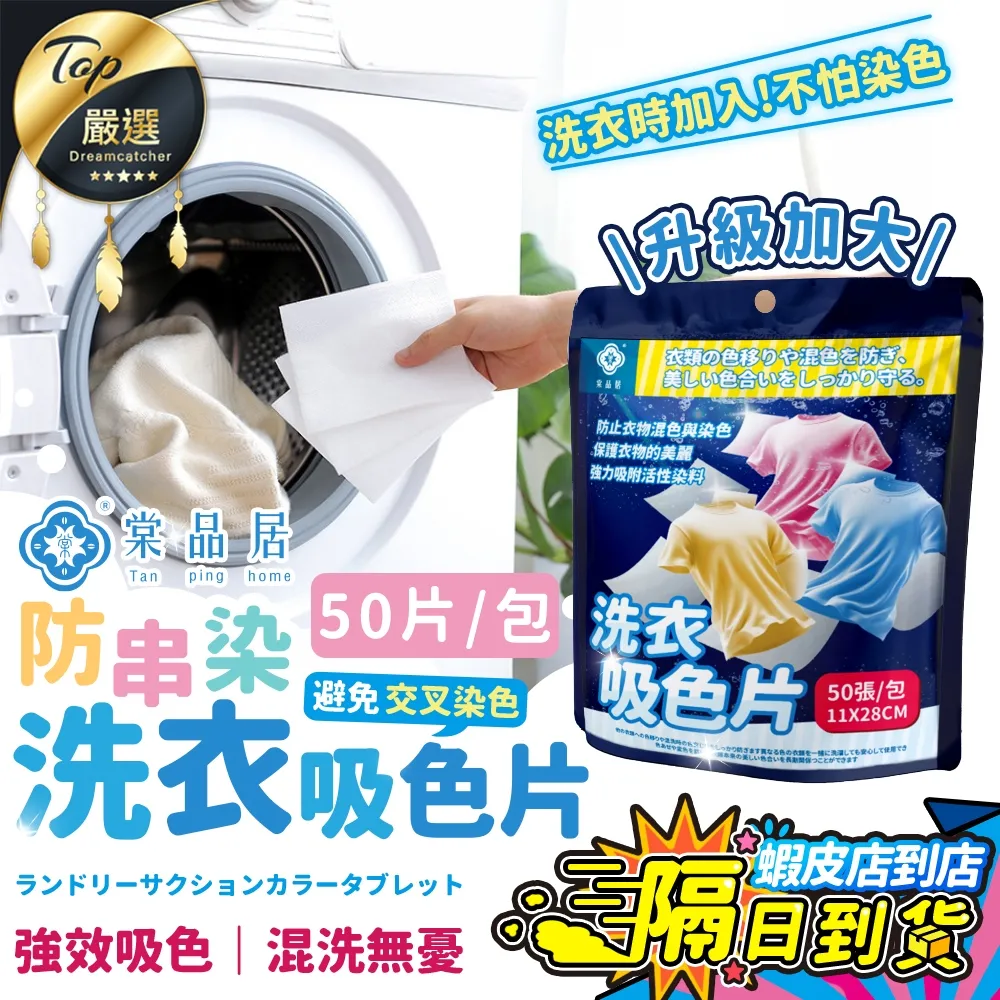 Top
嚴選
Dreamcatcher
洗衣時加入!不怕染色
升級加大
棠品居
衣類の色移りや混色を防ぎ、
美しい色合いをしっかり守る。
防止衣物混色與染色
保護衣物的美麗
強力吸附活性染料
洗衣
吸色片
50張/包
11X28CM
棠品居®
Tan ping home
50片/包
防串染
避免交叉染色
洗衣吸色片
ランドリーサクションカラータブレット
強效吸色|混洗無憂
蝦皮店到店
隔日到貨